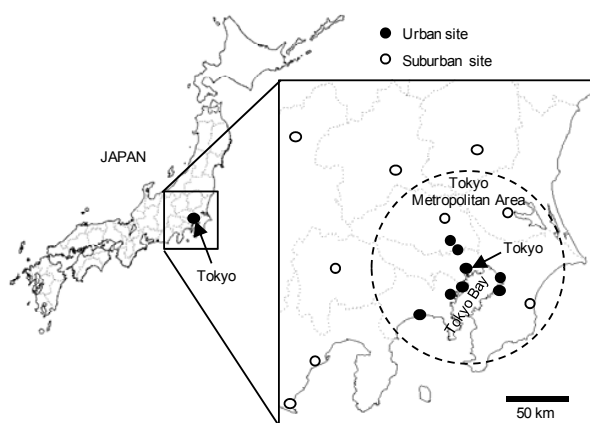 Urban site
Suburban site
JAPAN
Tokyo
Tokyo
Metropolitan Area
Tokyo
Tokyo Bay
50 km